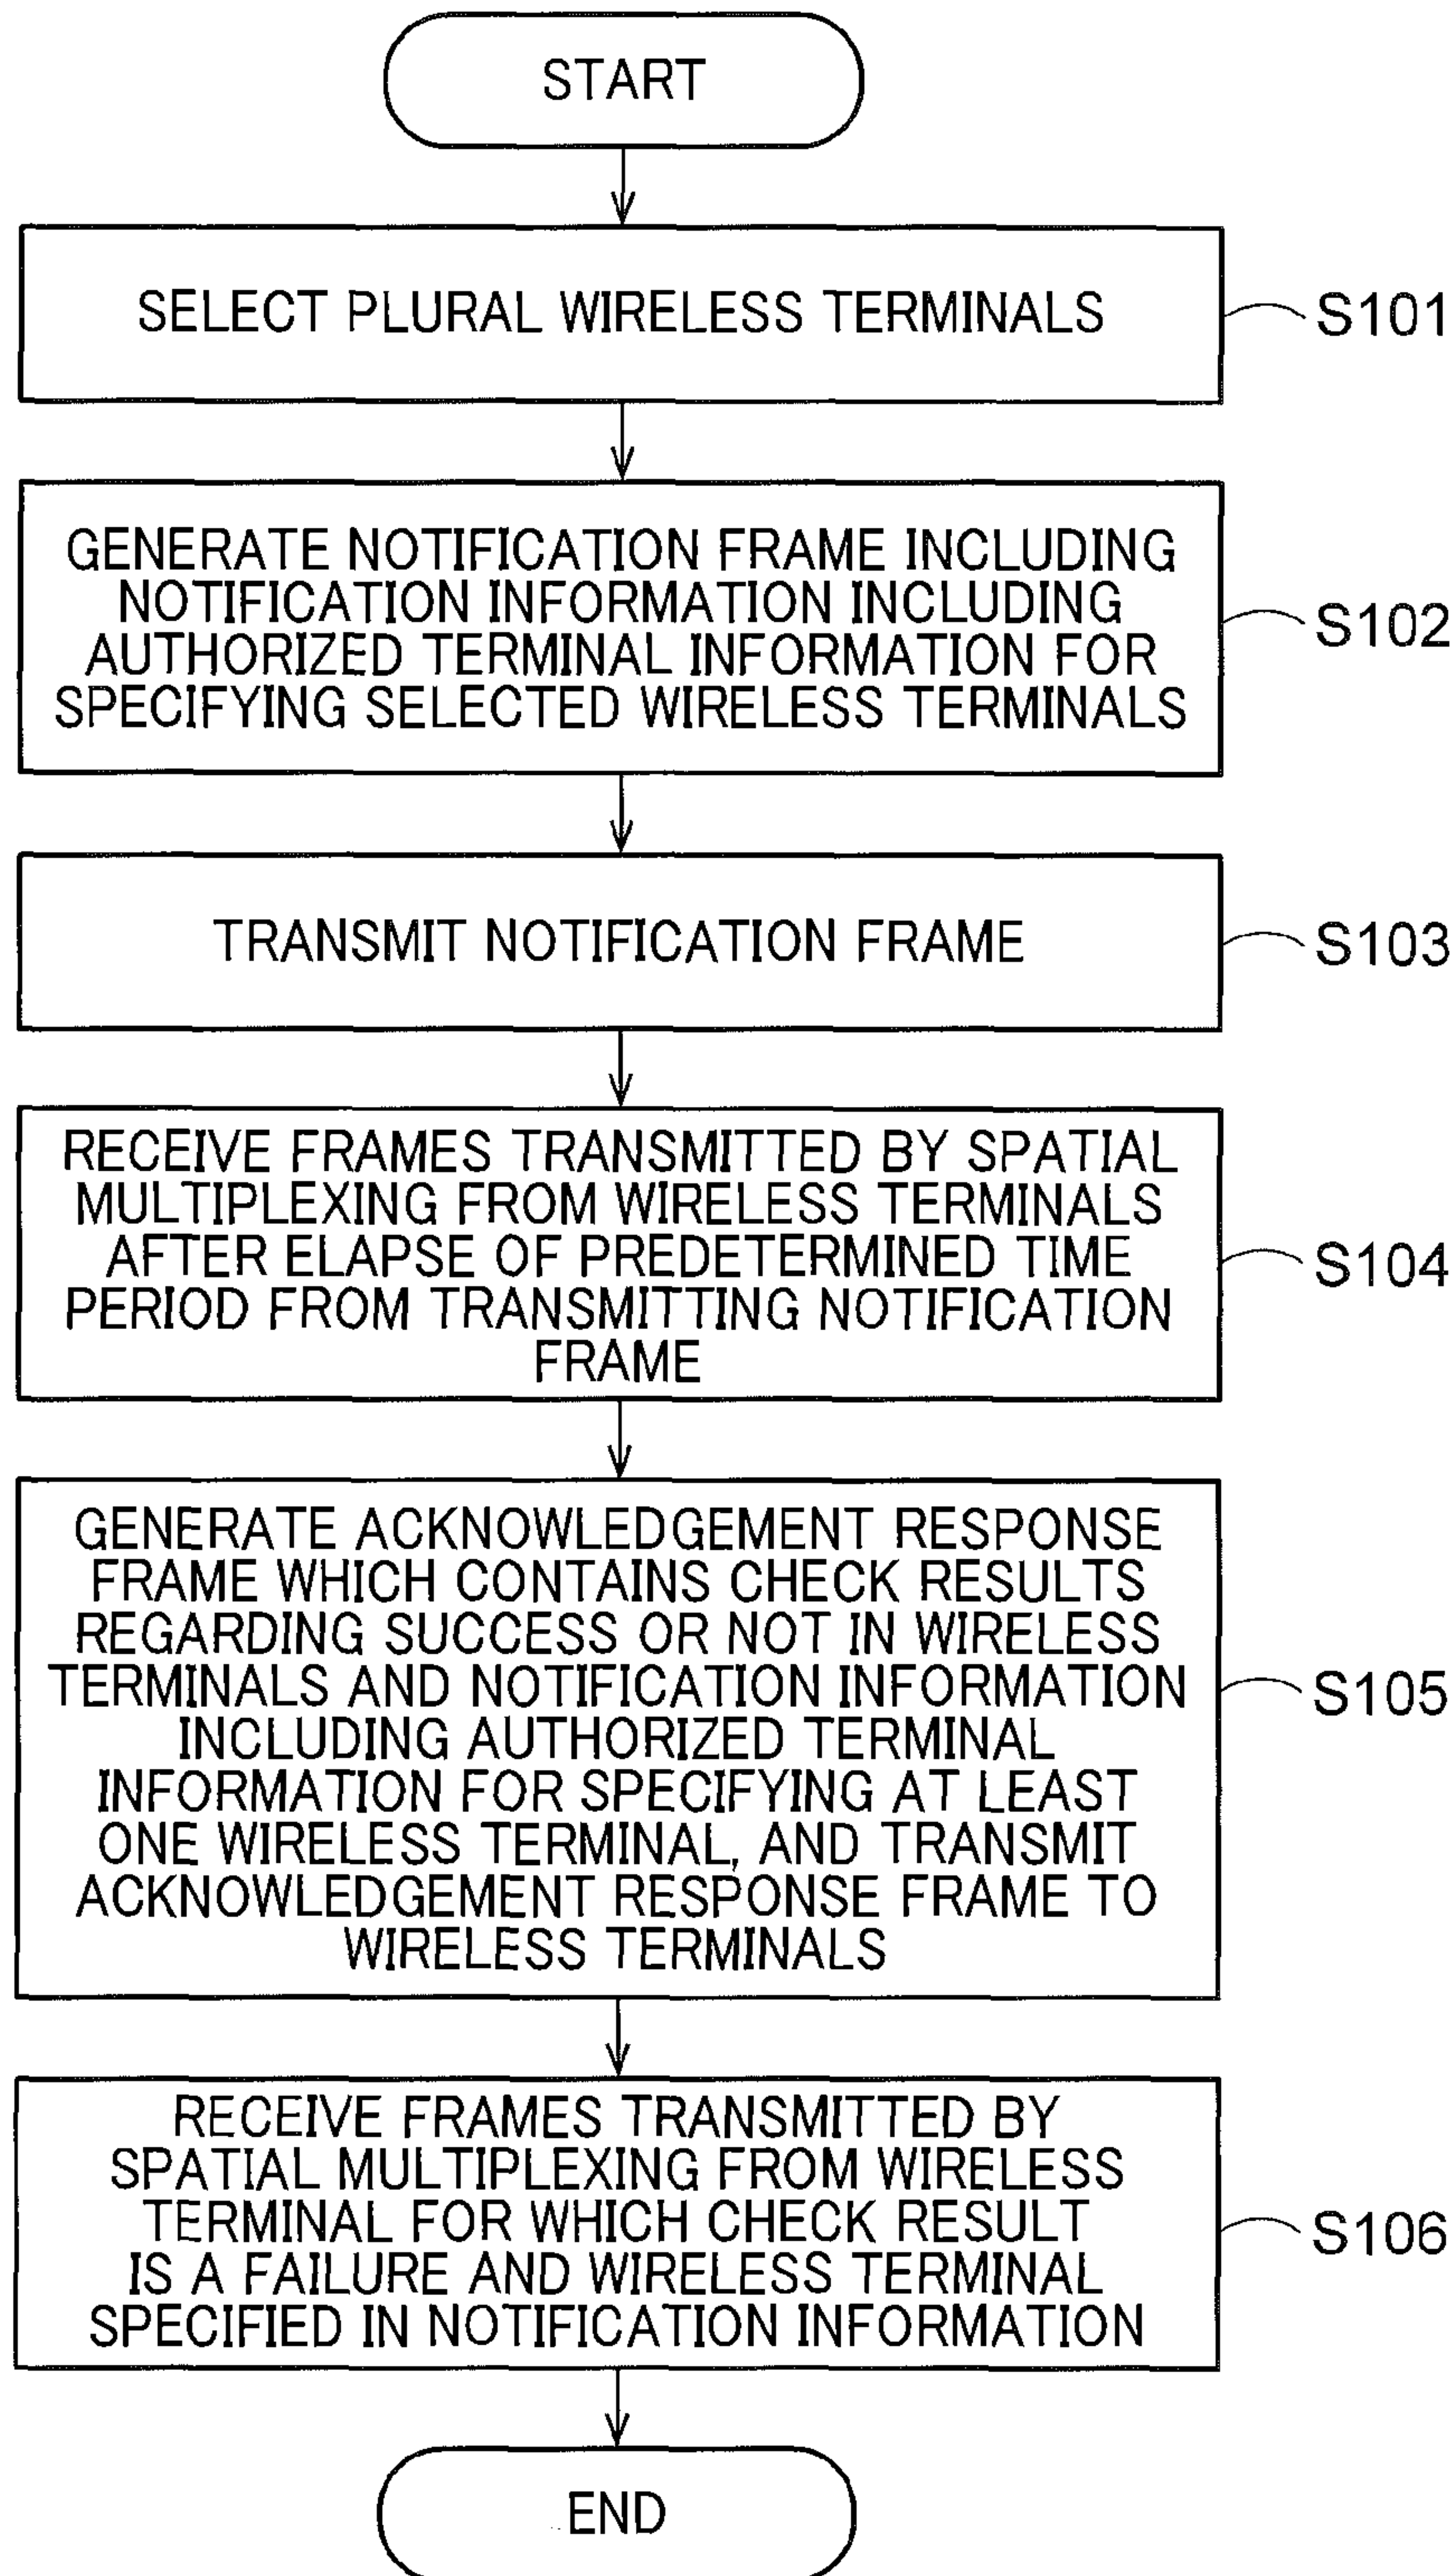 START
SELECT PLURAL WIRELESS TERMINALS
S101
GENERATE NOTIFICATION FRAME INCLUDING
NOTIFICATION INFORMATION INCLUDING
AUTHORIZED TERMINAL INFORMATION FOR
SPECIFYING SELECTED WIRELESS TERMINALS
S102
TRANSMIT NOTIFICATION FRAME
S103
RECEIVE FRAMES TRANSMITTED BY SPATIAL
MULTIPLEXING FROM WIRELESS TERMINALS
AFTER ELAPSE OF PREDETERMINED TIME
PERIOD FROM TRANSMITTING NOTIFICATION
FRAME
S104
GENERATE ACKNOWLEDGEMENT RESPONSE
FRAME WHICH CONTAINS CHECK RESULTS
REGARDING SUCCESS OR NOT IN WIRELESS
TERMINALS AND NOTIFICATION INFORMATION
INCLUDING AUTHORIZED TERMINAL
INFORMATION FOR SPECIFYING AT LEAST
ONE WIRELESS TERMINAL, AND TRANSMIT
ACKNOWLEDGEMENT RESPONSE FRAME TO
WIRELESS TERMINALS
S105
RECEIVE FRAMES TRANSMITTED BY
SPATIAL MULTIPLEXING FROM WIRELESS
TERMINAL FOR WHICH CHECK RESULT
IS A FAILURE AND WIRELESS TERMINAL
SPECIFIED IN NOTIFICATION INFORMATION
S106
END